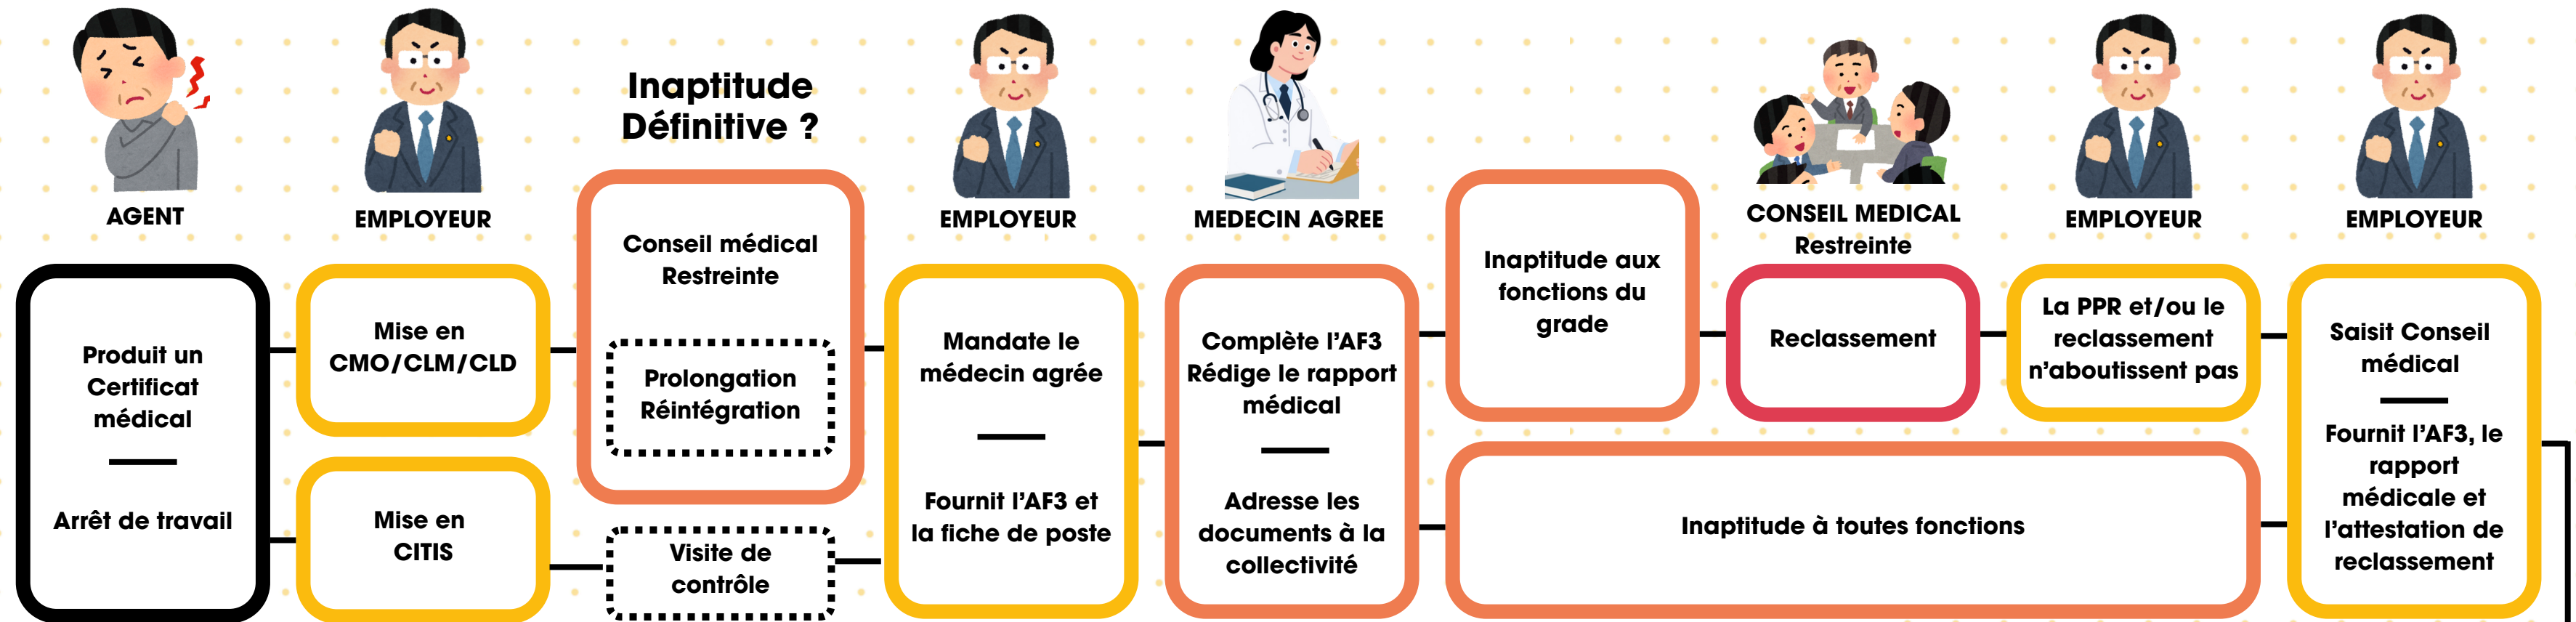 AGENT
Produit un
Certificat
médical
Arrêt de travail
EMPLOYEUR
Mise en
CMO/CLM/CLD
Mise en
CITIS
Inaptitude
Définitive ?
Conseil médical
Restreinte
Prolongation
Réintégration
Visite de
contrôle
EMPLOYEUR
Mandate le
médecin agrée
Fournit l'AF3 et
la fiche de poste
MEDECIN AGREE
Complète l'AF3
Rédige le rapport
médical
Adresse les
documents à la
collectivité
Inaptitude aux
fonctions du
grade
CONSEIL MEDICAL
Restreinte
Reclassement
EMPLOYEUR
La PPR et/ou le
reclassement
n'aboutissent pas
Inaptitude à toutes fonctions
EMPLOYEUR
Saisit Conseil
médical
Fournit l'AF3, le
rapport
médicale et
l'attestation de
reclassement